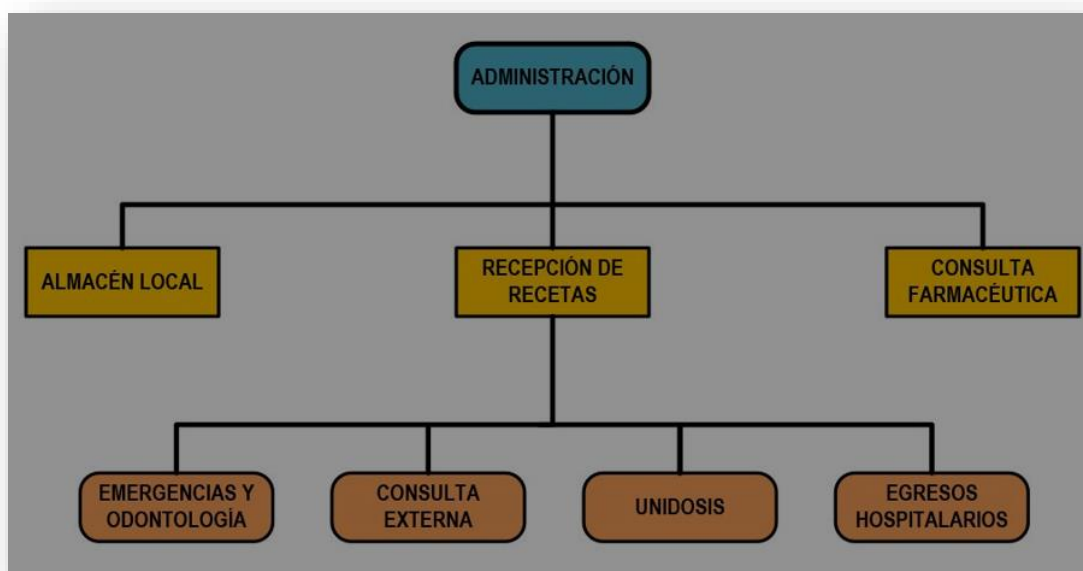 ADMINISTRACIÓN
ALMACÉN LOCAL
RECEPCIÓN DE
RECETAS
CONSULTA
FARMACÉUTICA
EMERGENCIAS Y
ODONTOLOGÍA
CONSULTA
EXTERNA
UNIDOSIS
EGRESOS
HOSPITALARIOS